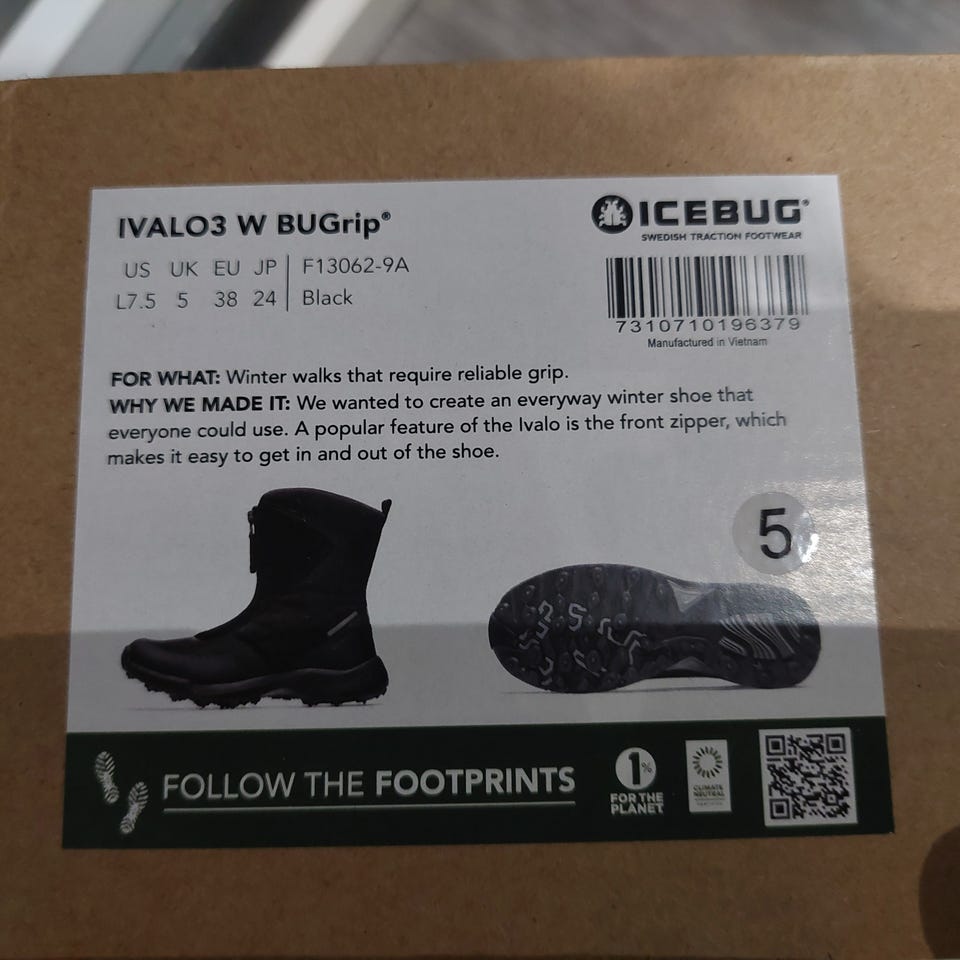 IVALO3 W BUGrip®
ICEBUG®
SWEDISH TRACTION FOOTWEAR
US UK EU JP F13062-9A
L7.5 5 38 24 Black
7310710196379
Manufactured in Vietnam
FOR WHAT: Winter walks that require reliable grip.
WHY WE MADE IT: We wanted to create an everyway winter shoe that
everyone could use. A popular feature of the Ivalo is the front zipper, which
makes it easy to get in and out of the shoe.
5
FOLLOW THE FOOTPRINTS
1%
FOR THE
PLANET
CLIMATE
NEUTRAL